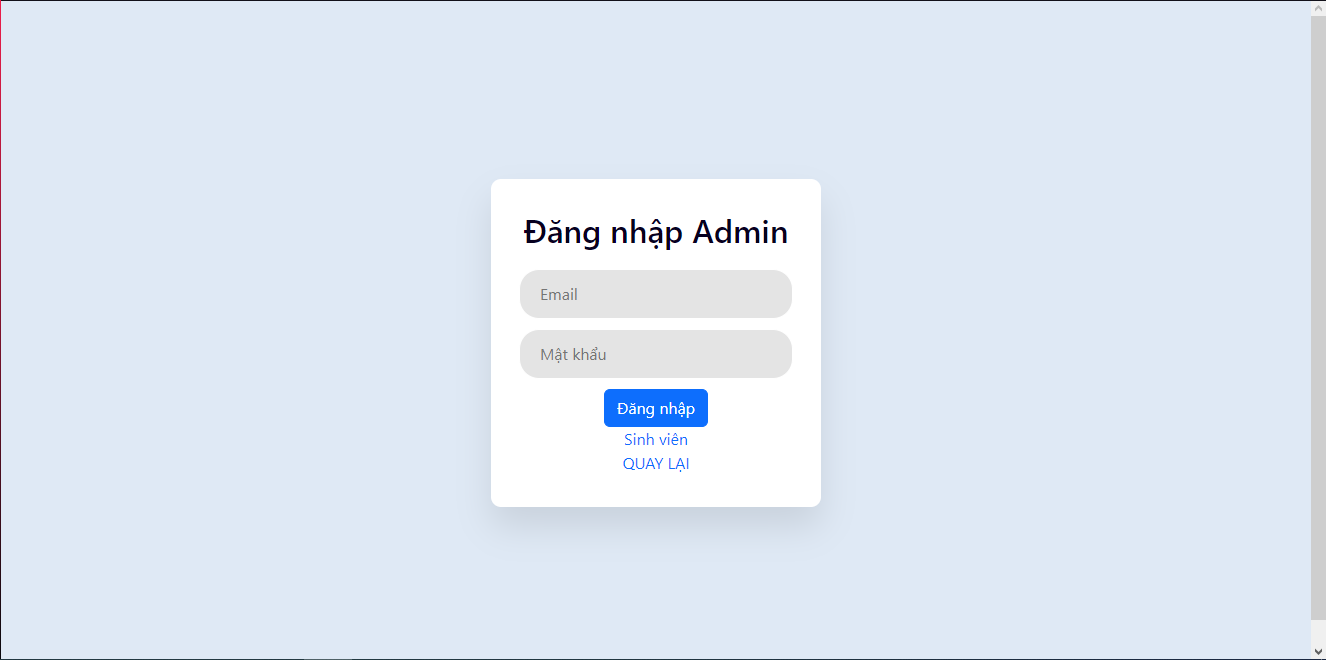 Đăng nhập Admin
Email
Mật khẩu
Đăng nhập
Sinh viên
QUAY LẠI